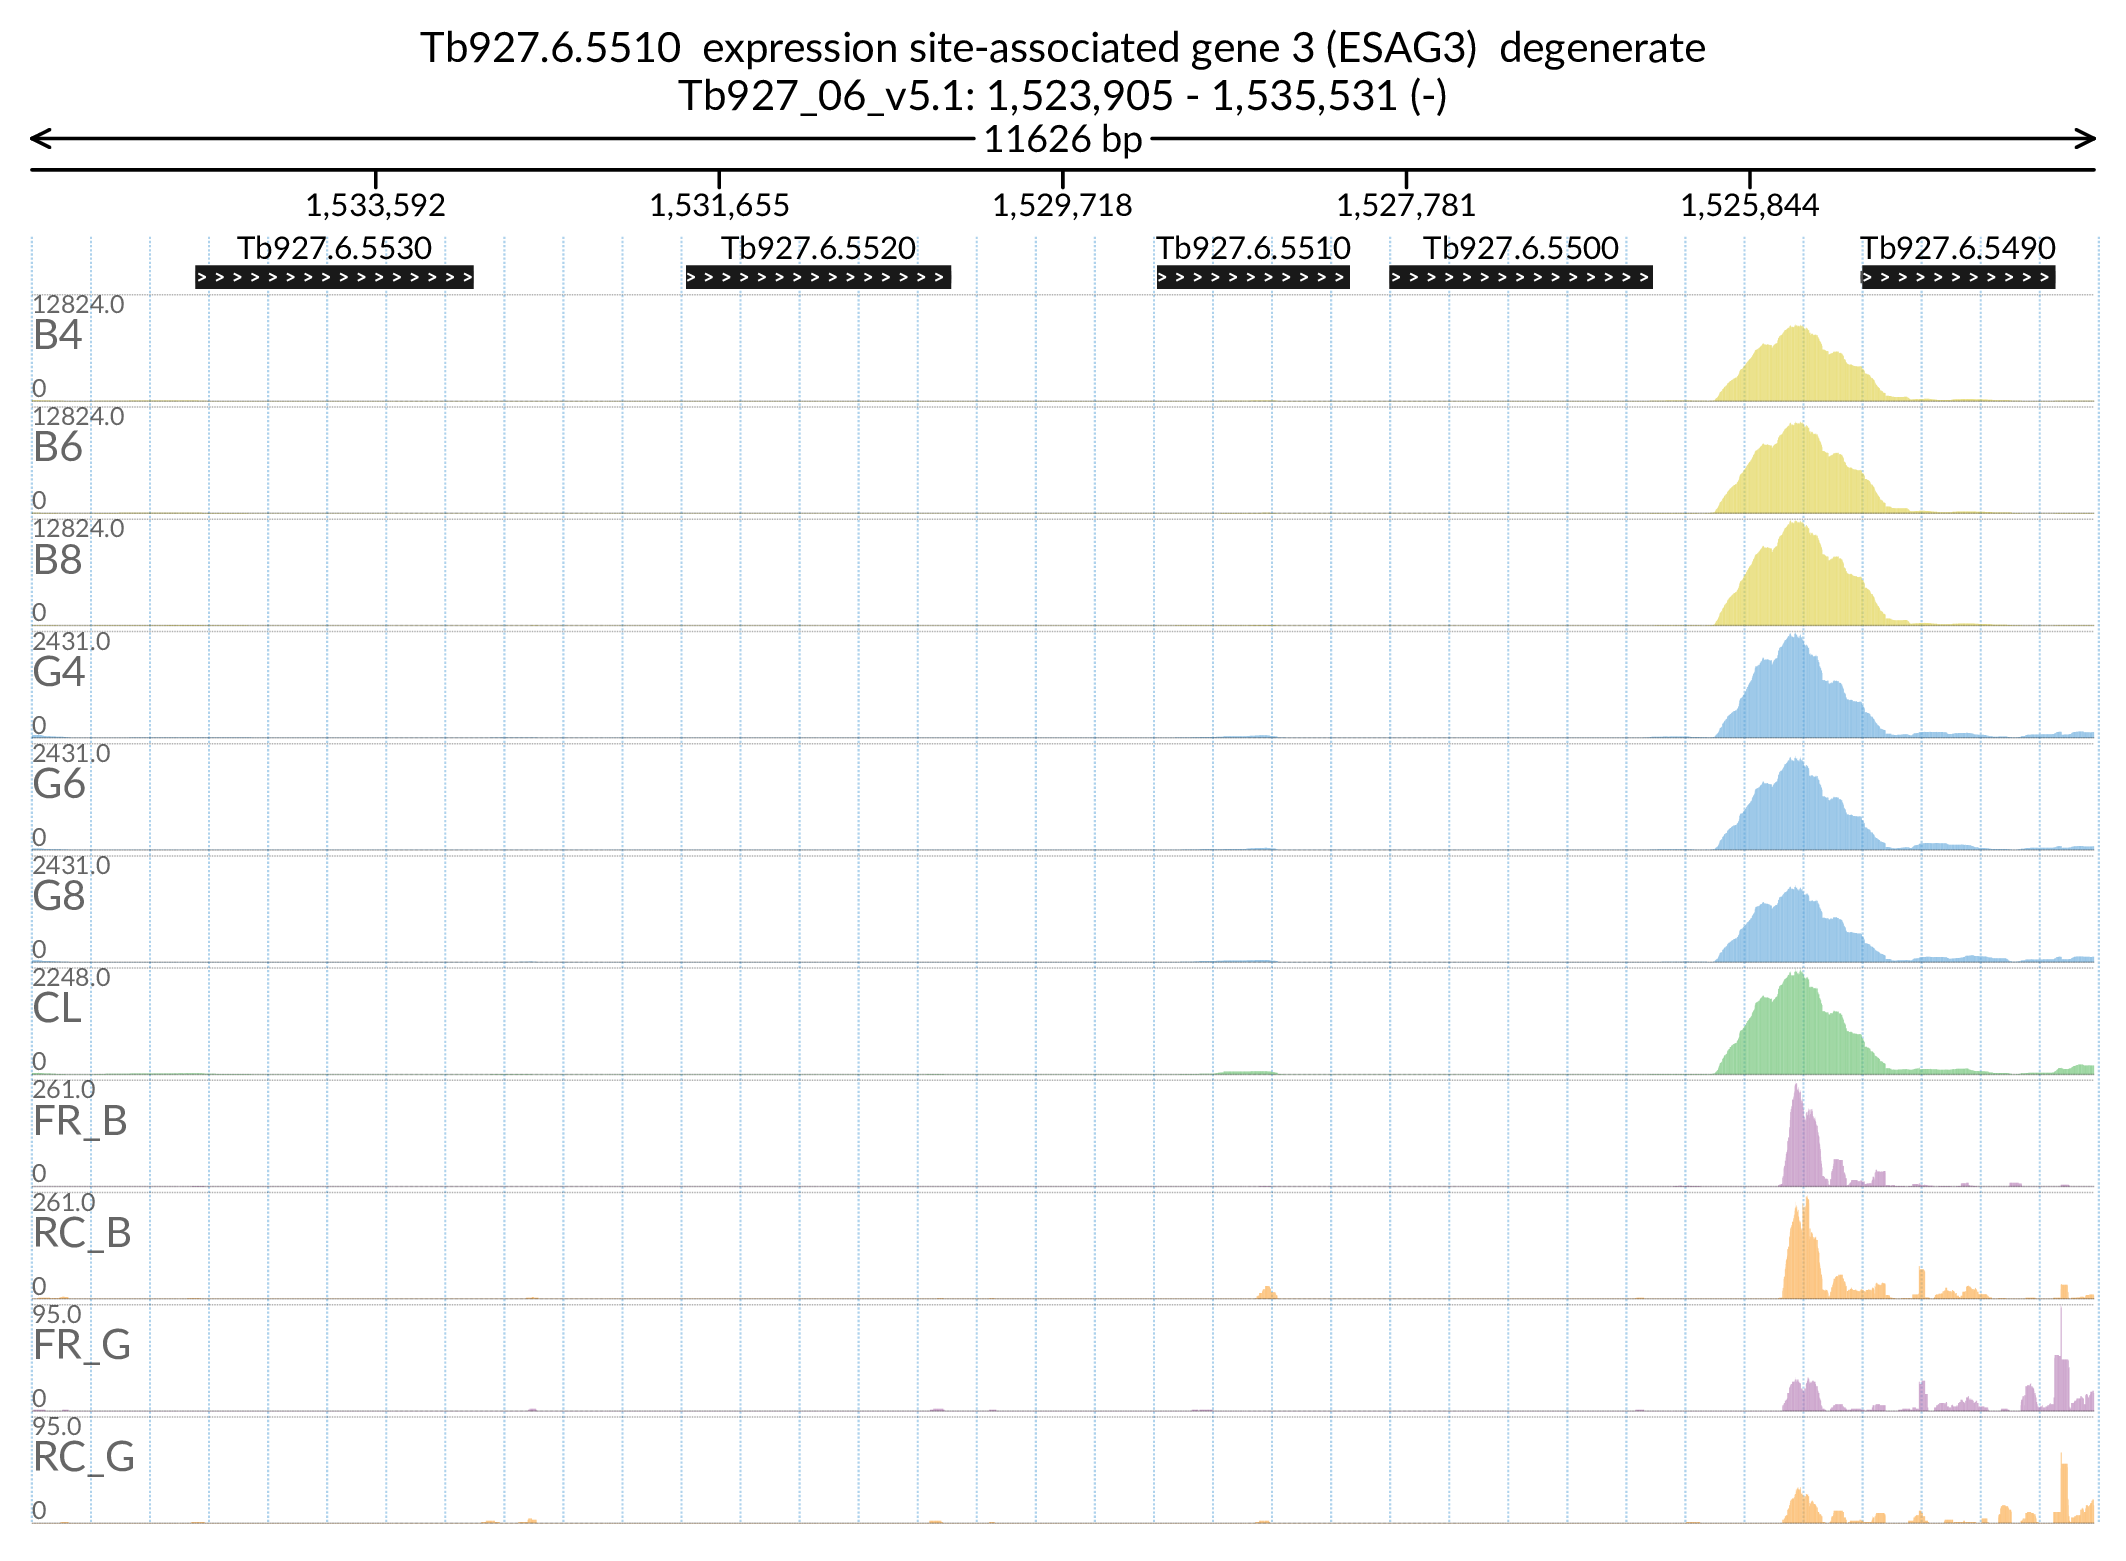 Tb927.6.5510 expression site-associated gene 3 (ESAG3) degenerate
Tb927_06_v5.1: 1,523,905 - 1,535,531 (-)
11626 bp
1,533,592 1,531,655 1,529,718 1,527,781 1,525,844
Tb927.6.5530 Tb927.6.5520 Tb927.6.5510 Tb927.6.5500 Tb927.6.5490
12824.0
B4
0
12824.0
B6
0
12824.0
B8
0
2431.0
G4
0
2431.0
G6
0
2431.0
G8
0
2248.0
CL
0
261.0
FR_B
0
261.0
RC_B
0
95.0
FR_G
0
95.0
RC_G
0